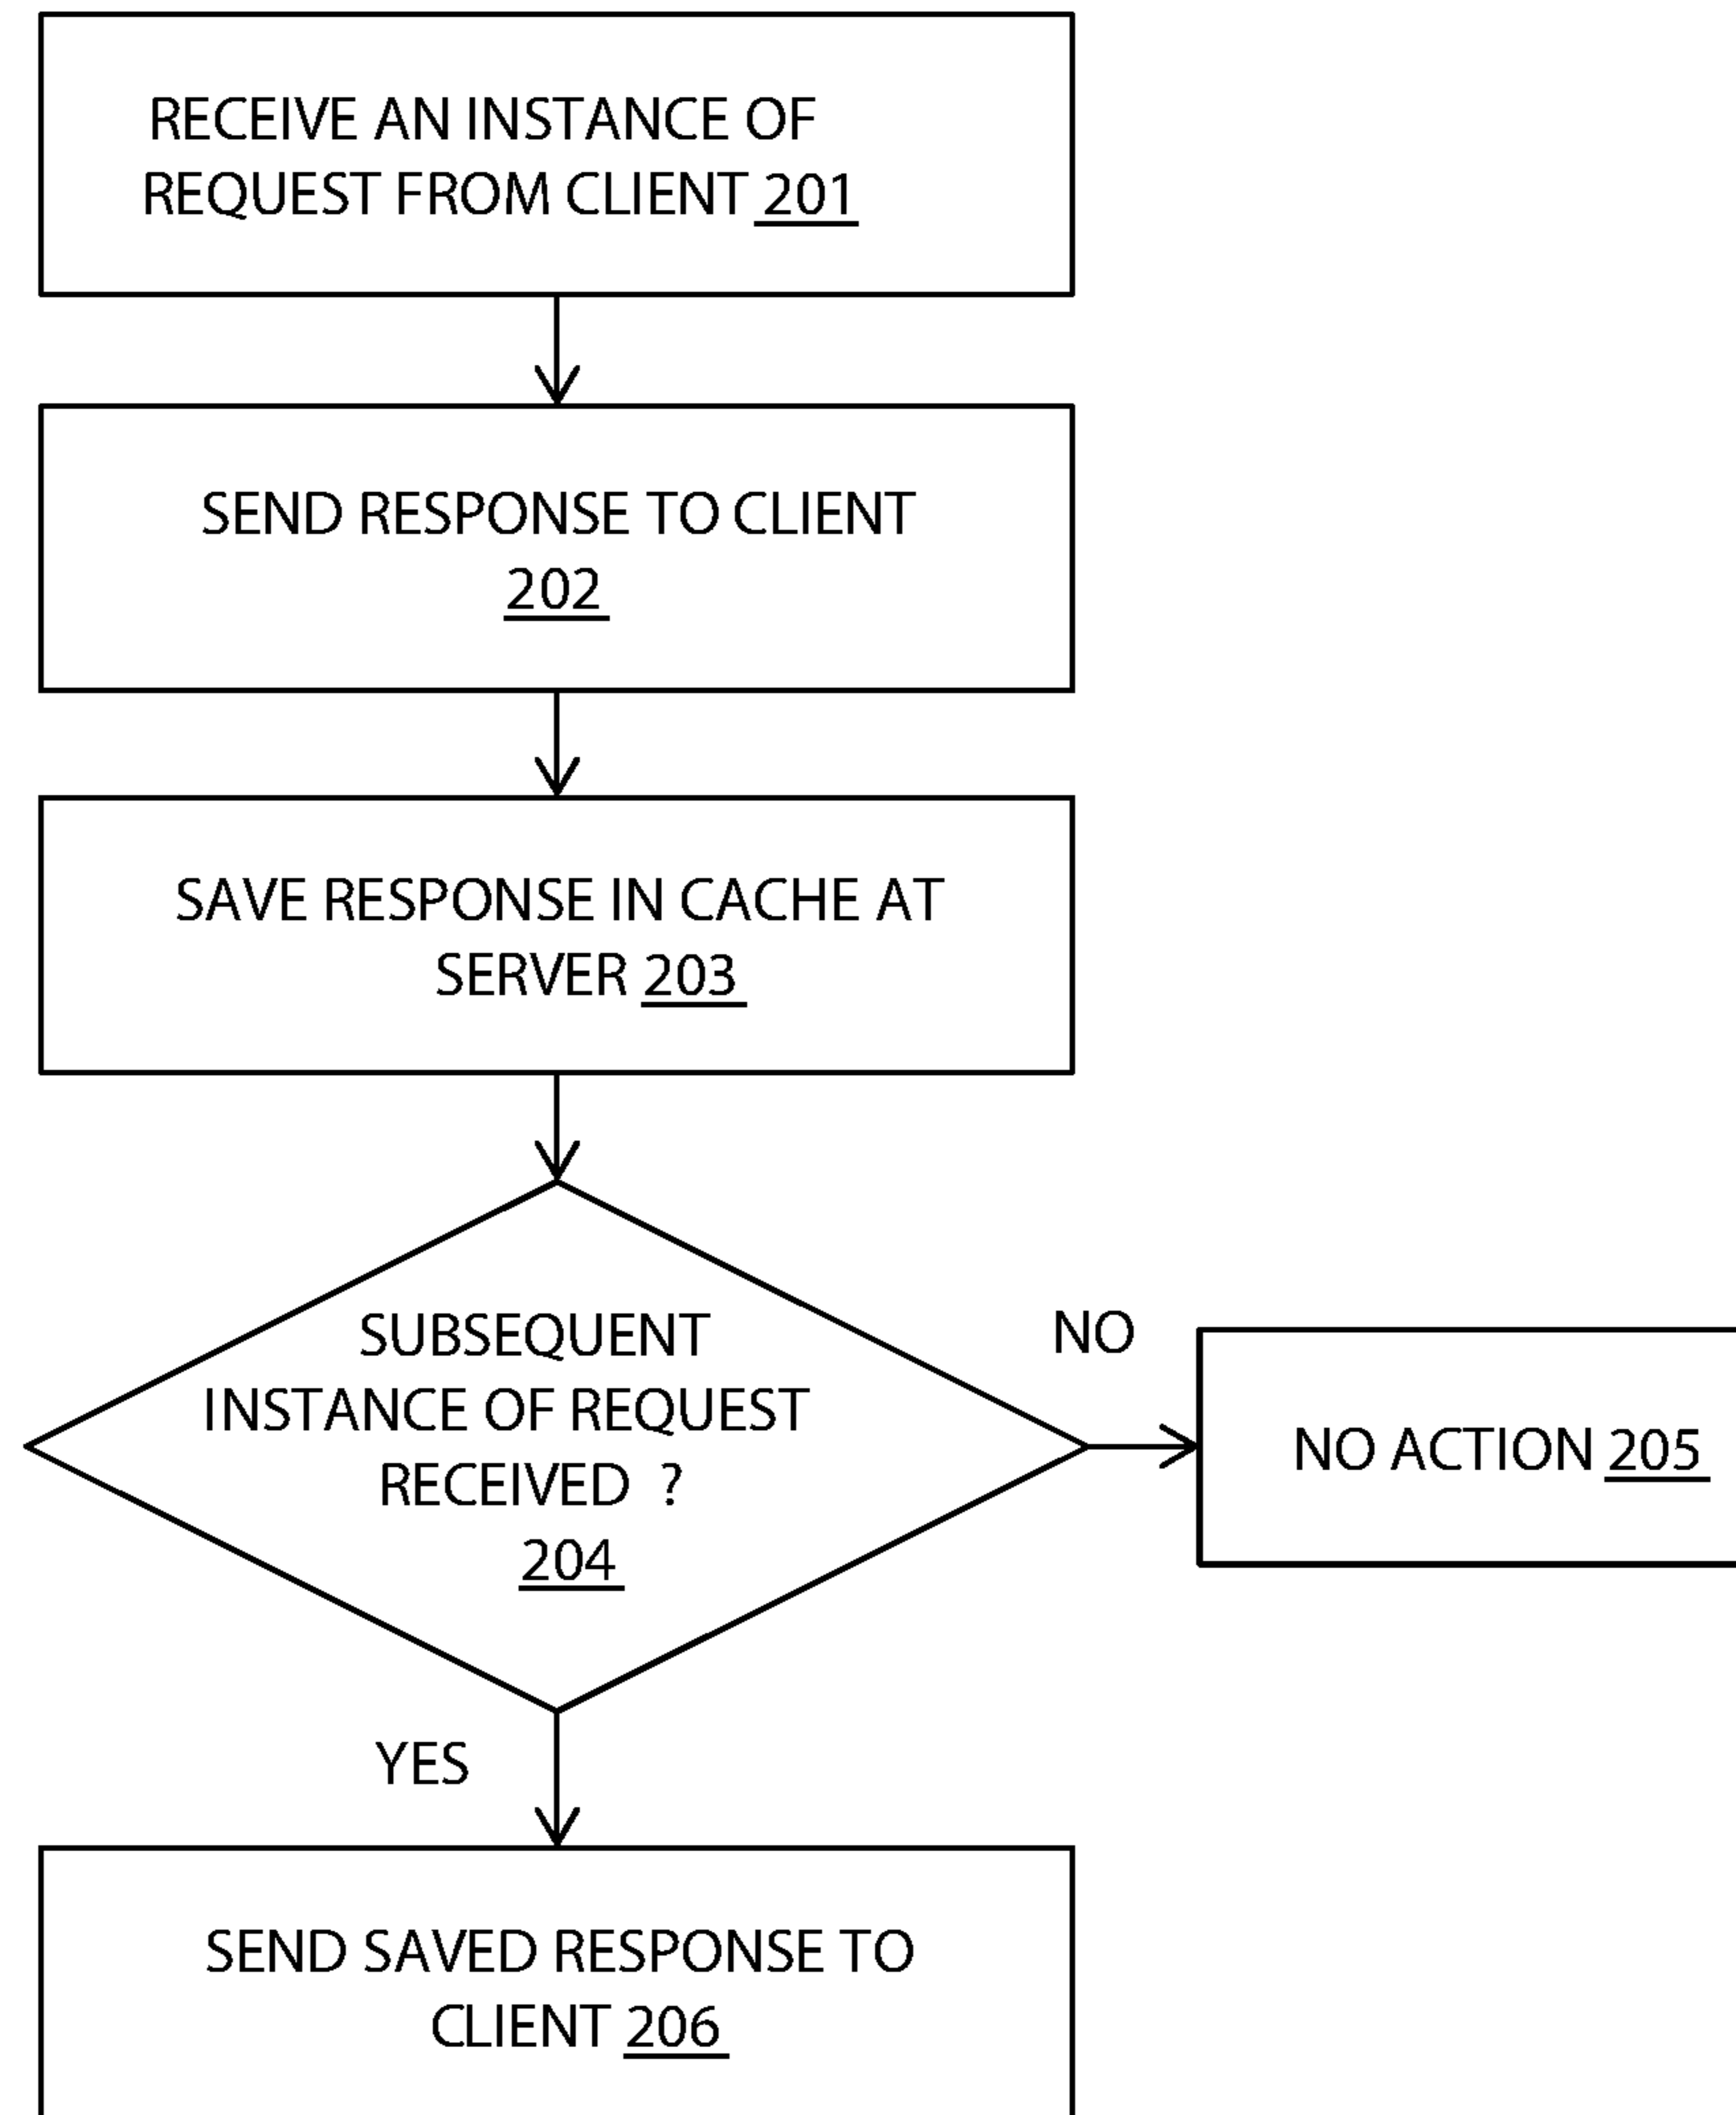 RECEIVE AN INSTANCE OF
REQUEST FROM CLIENT 201
SEND RESPONSE TO CLIENT
202
SAVE RESPONSE IN CACHE AT
SERVER 203
SUBSEQUENT
INSTANCE OF REQUEST
RECEIVED ?
204
NO
NO ACTION 205
YES
SEND SAVED RESPONSE TO
CLIENT 206